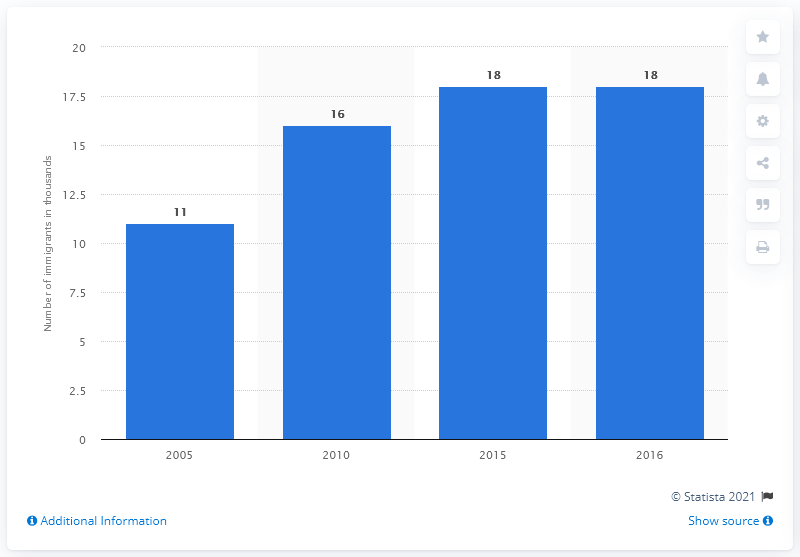 20
17.5
15
12.5
10
7.5
5
2.5
0
Number of immigrants in thousands
11
16
18
18
2005 2010 2015 2016
© Statista 2021
Additional Information
Show source